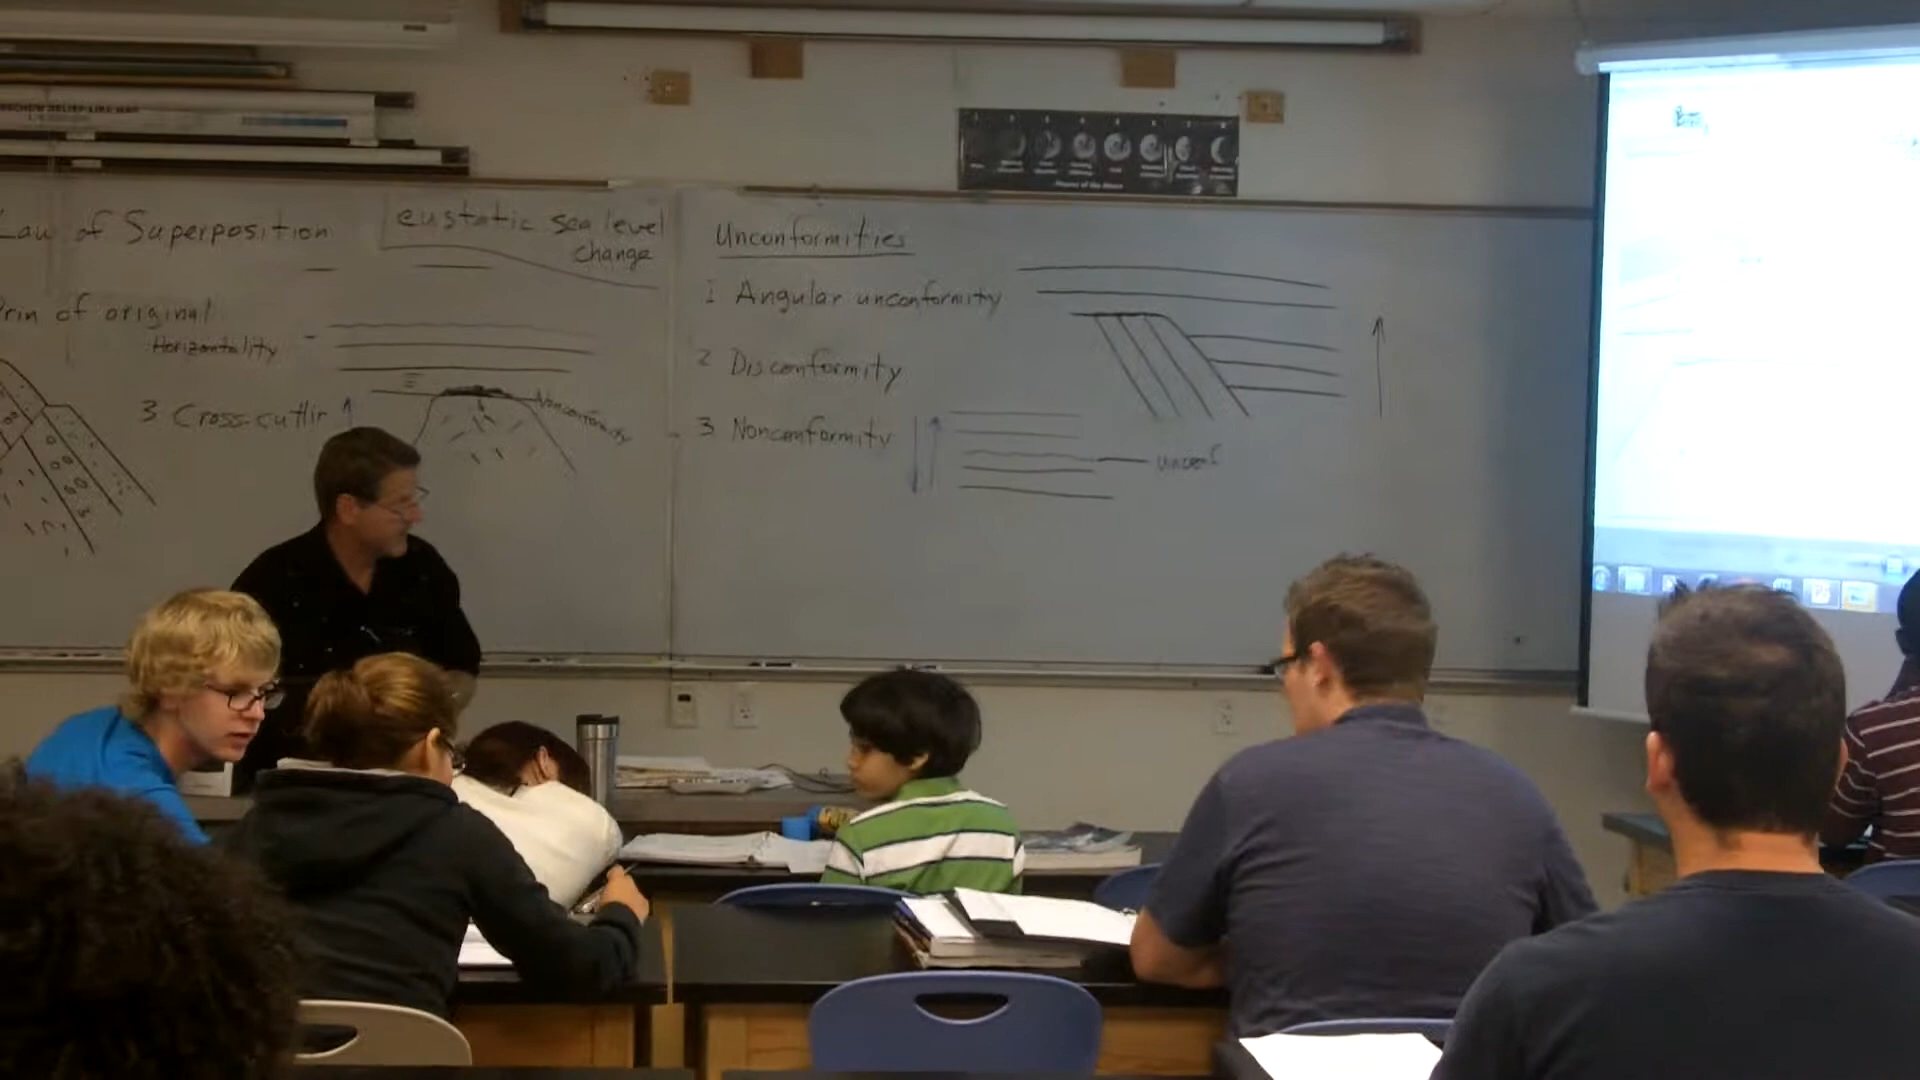 Law of Superposition
eustatic sea level
change
Prin of original
Horizontality
3 Cross-cuttin
Nonconformity
Unconformities
1 Angular unconformity
2 Disconformity
3 Nonconformity
unconf